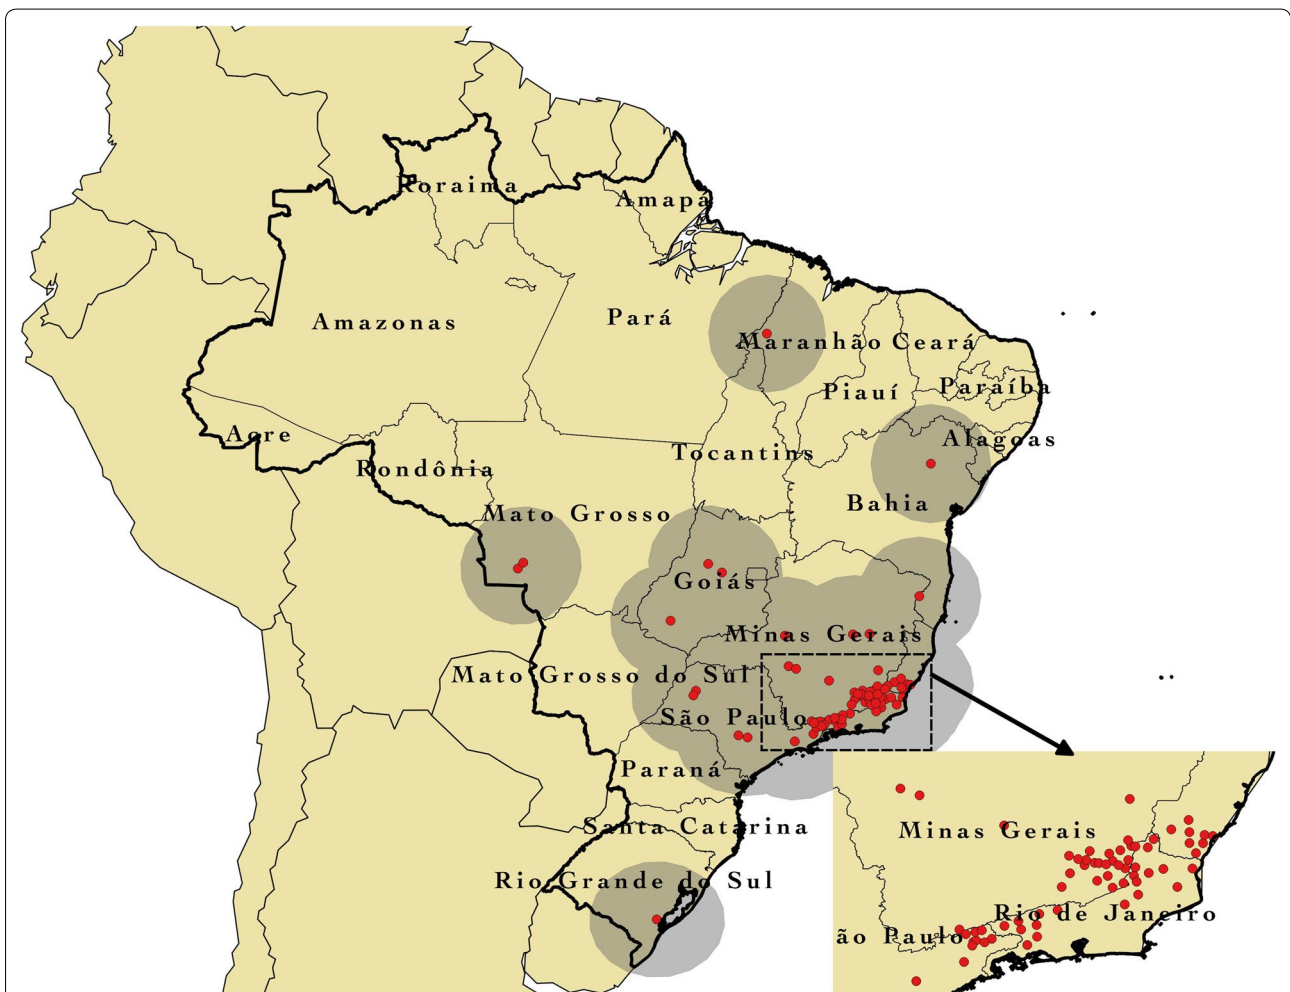 Roraima
Amapá
Amazonas
Pará
Maranhão
Ceará
Piauí
Paraíba
Acre
Rondônia
Tocantins
Alagoas
Mato Grosso
Bahia
Goiás
Minas Gerais
Mato Grosso do Sul
São Paulo
Paraná
Santa Catarina
Rio Grande do Sul
Minas Gerais
Rio de Janeiro
ão Paulo